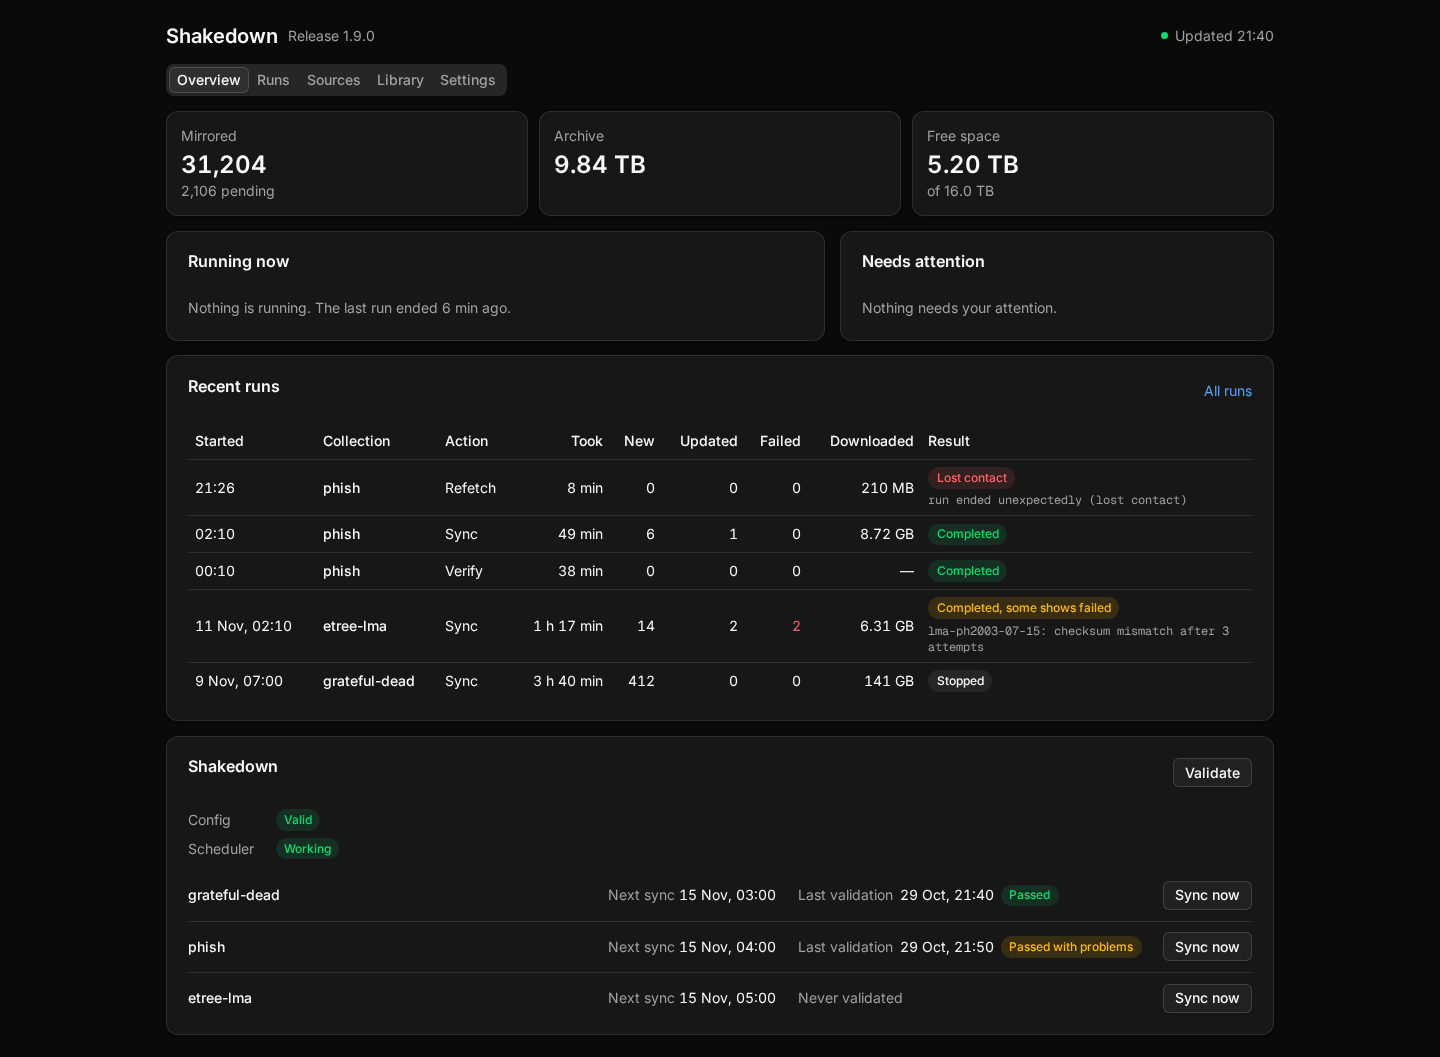 Shakedown Release 1.9.0 Updated 21:40
Overview Runs Sources Library Settings
Mirrored
31,204
2,106 pending
Archive
9.84 TB
Free space
5.20 TB
of 16.0 TB
Running now
Nothing is running. The last run ended 6 min ago.
Needs attention
Nothing needs your attention.
Recent runs
All runs
Started Collection Action Took New Updated Failed Downloaded Result
21:26 phish Refetch 8 min 0 0 0 210 MB Lost contact
run ended unexpectedly (lost contact)
02:10 phish Sync 49 min 6 1 0 8.72 GB Completed
00:10 phish Verify 38 min 0 0 0 — Completed
11 Nov, 02:10 etree-lma Sync 1 h 17 min 14 2 2 6.31 GB Completed, some shows failed
lma-ph2003-07-15: checksum mismatch after 3
attempts
9 Nov, 07:00 grateful-dead Sync 3 h 40 min 412 0 0 141 GB Stopped
Shakedown
Validate
Config Valid
Scheduler Working
grateful-dead Next sync 15 Nov, 03:00 Last validation 29 Oct, 21:40 Passed Sync now
phish Next sync 15 Nov, 04:00 Last validation 29 Oct, 21:50 Passed with problems Sync now
etree-lma Next sync 15 Nov, 05:00 Never validated Sync now